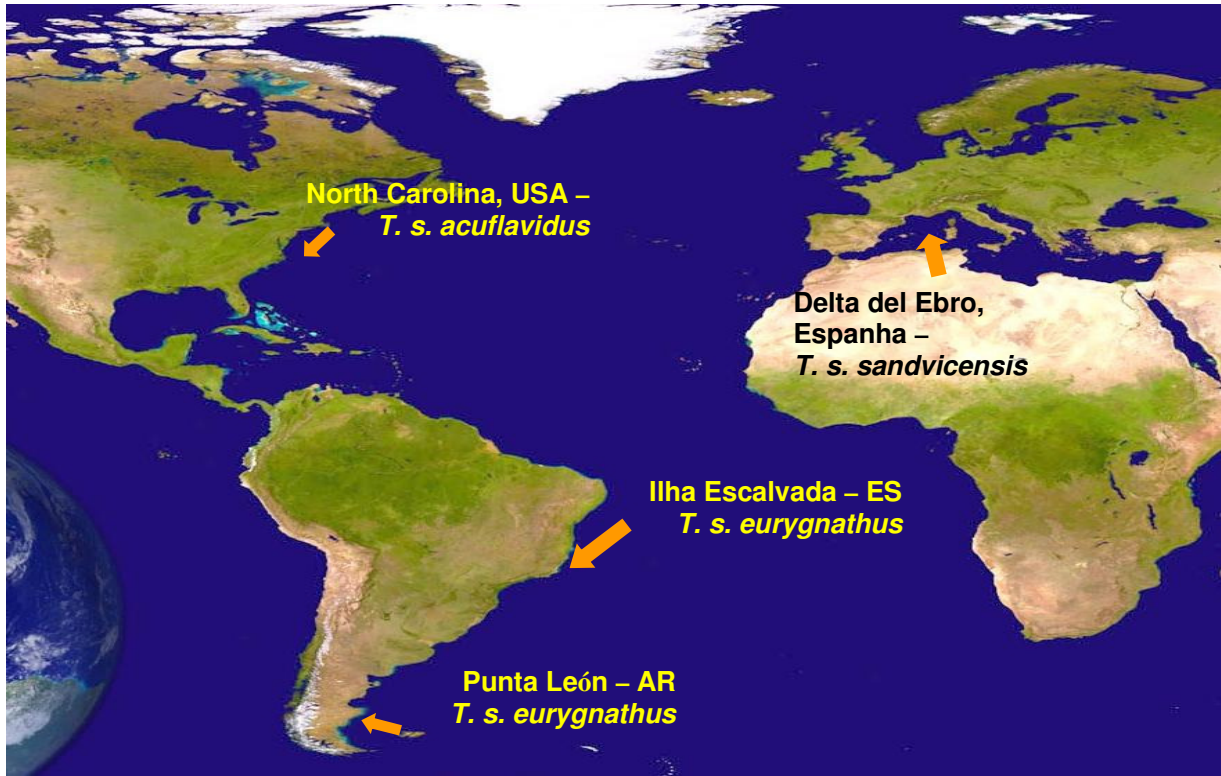 North Carolina, USA –
T. s. acuflavidus
Delta del Ebro,
Espanha –
T. s. sandvicensis
Ilha Escalvada – ES
T. s. eurygnathus
Punta León – AR
T. s. eurygnathus